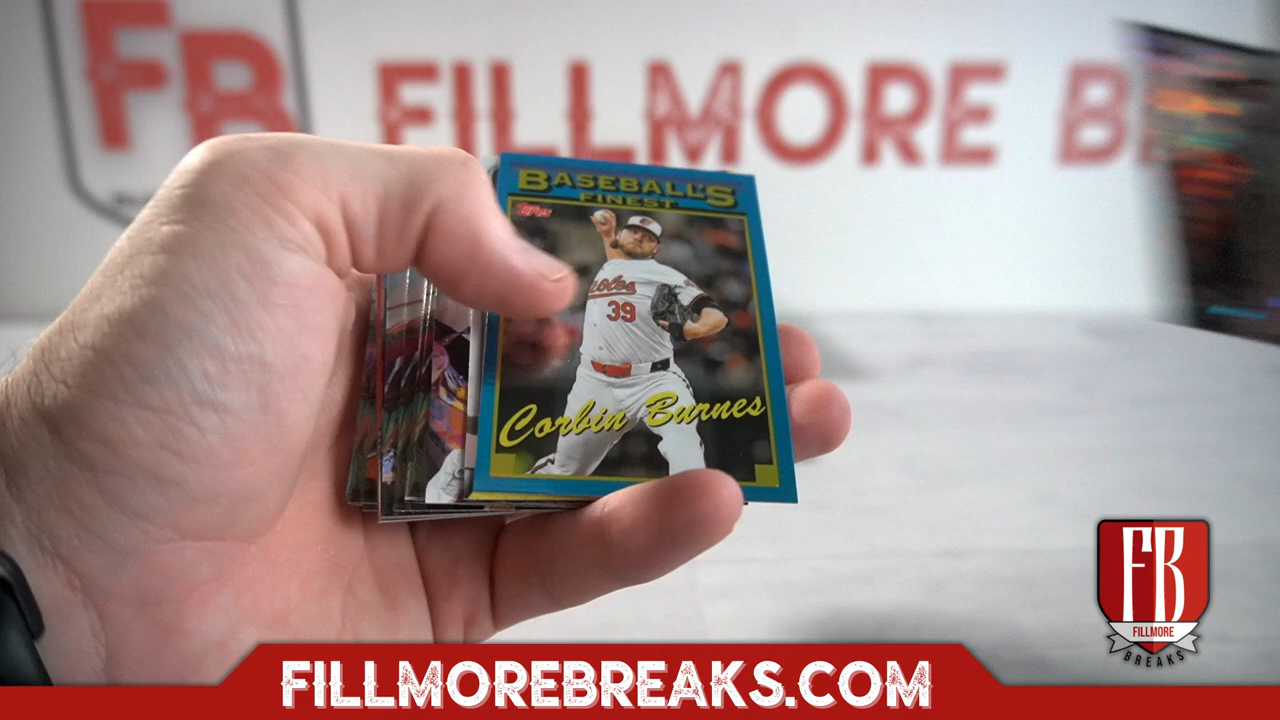 FB
FILLMORE B
BASEBALL'S
FINEST
Topps
39
Corbin Burnes
FB
FILLMORE
BREAKS
FILLMOREBREAKS.COM